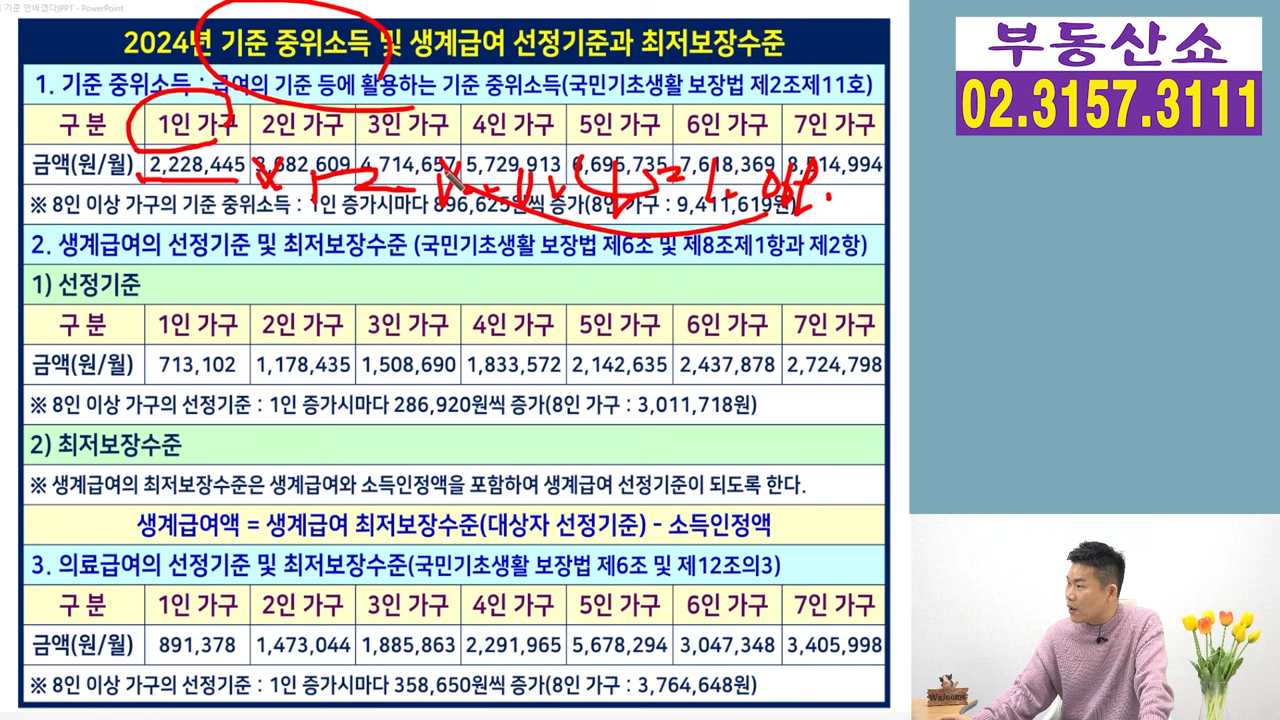 기준 안바꼈다)PPT - PowerPoint
2024년 기준 중위소득 및 생계급여 선정기준과 최저보장수준
1. 기준 중위소득 : 급여의 기준 등에 활용하는 기준 중위소득(국민기초생활 보장법 제2조제11호)
구 분 1인 가구 2인 가구 3인 가구 4인 가구 5인 가구 6인 가구 7인 가구
금액(원/월) 2,228,445 3,682,609 4,714,657 5,729,913 6,695,735 7,618,369 8,514,994
※ 8인 이상 가구의 기준 중위소득 : 1인 증가시마다 896,625원씩 증가(8인 가구 : 9,411,619원)
2. 생계급여의 선정기준 및 최저보장수준 (국민기초생활 보장법 제6조 및 제8조제1항과 제2항)
1) 선정기준
구 분 1인 가구 2인 가구 3인 가구 4인 가구 5인 가구 6인 가구 7인 가구
금액(원/월) 713,102 1,178,435 1,508,690 1,833,572 2,142,635 2,437,878 2,724,798
※ 8인 이상 가구의 선정기준 : 1인 증가시마다 286,920원씩 증가(8인 가구 : 3,011,718원)
2) 최저보장수준
※ 생계급여의 최저보장수준은 생계급여와 소득인정액을 포함하여 생계급여 선정기준이 되도록 한다.
생계급여액 = 생계급여 최저보장수준(대상자 선정기준) - 소득인정액
3. 의료급여의 선정기준 및 최저보장수준(국민기초생활 보장법 제6조 및 제12조의3)
구 분 1인 가구 2인 가구 3인 가구 4인 가구 5인 가구 6인 가구 7인 가구
금액(원/월) 891,378 1,473,044 1,885,863 2,291,965 5,678,294 3,047,348 3,405,998
※ 8인 이상 가구의 선정기준 : 1인 증가시마다 358,650원씩 증가(8인 가구 : 3,764,648원)
부동산쇼
02.3157.3111
Welcome